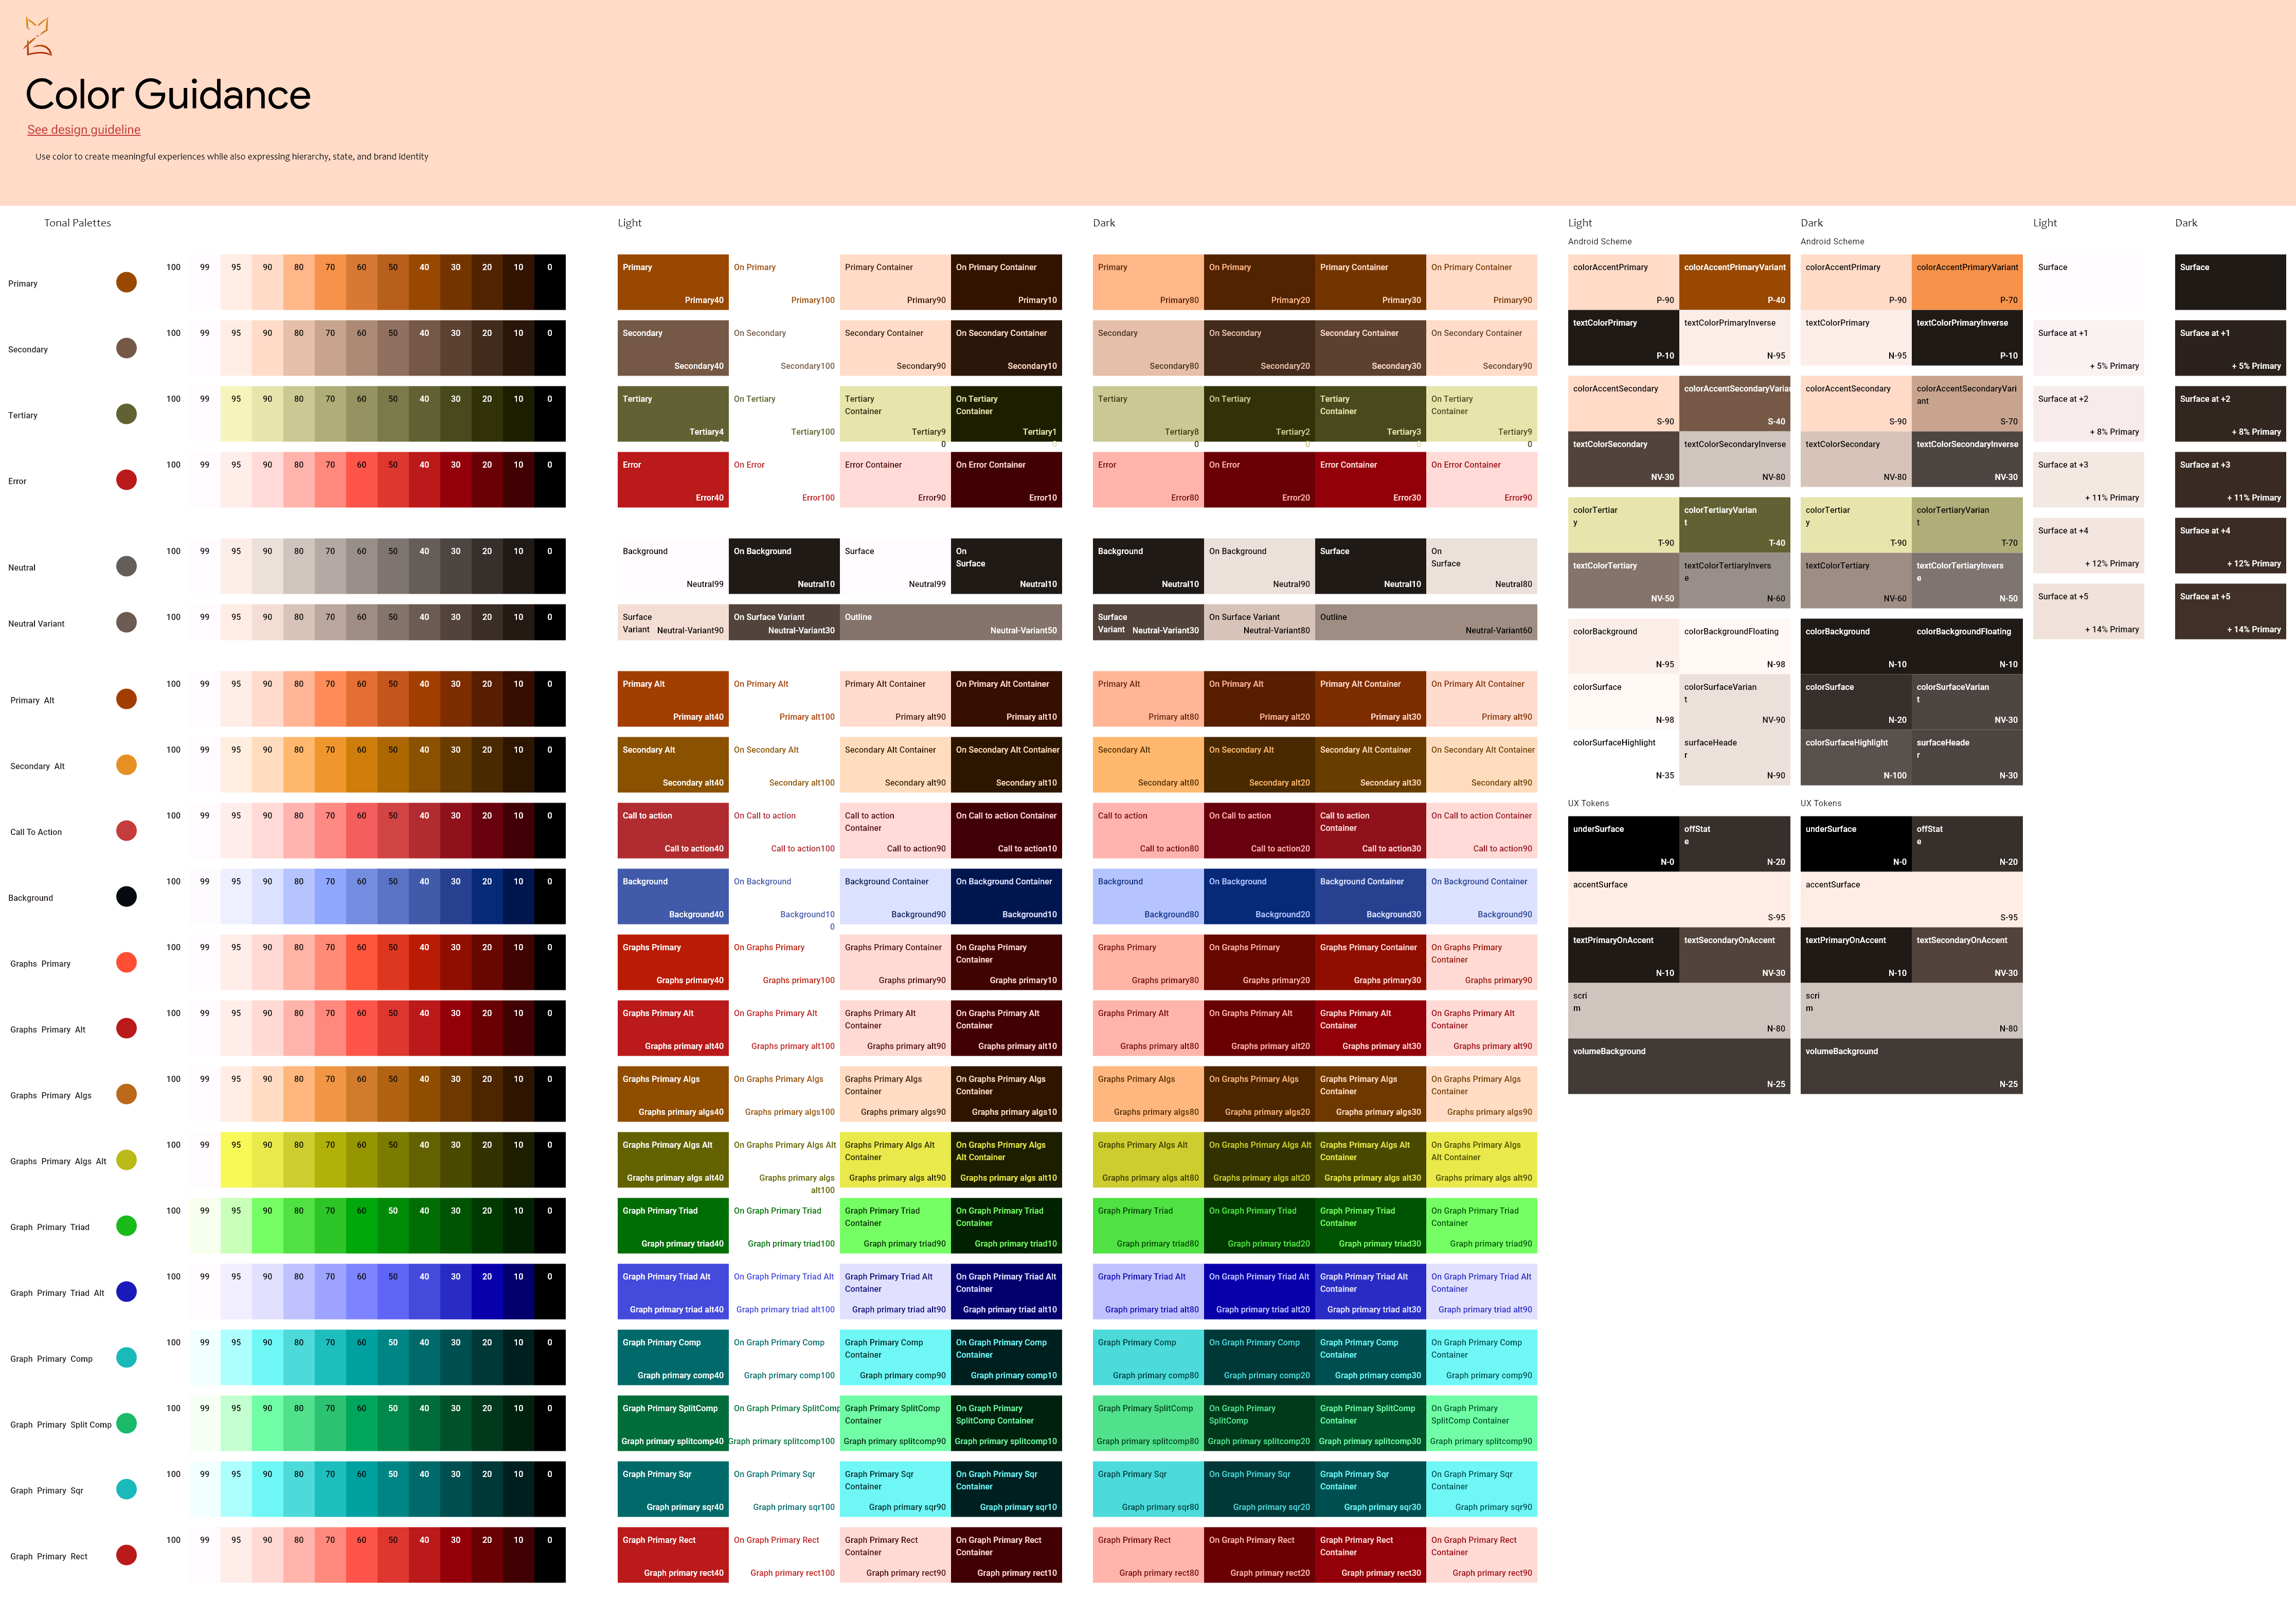 Color Guidance
See design guideline
Use color to create meaningful experiences while also expressing hierarchy, state, and brand identity
Tonal Palettes
Light
Dark
Light
Dark
Light
Dark
Android Scheme
Android Scheme
Primary
100 99 95 90 80 70 60 50 40 30 20 10 0
Primary
Primary40
On Primary
Primary100
Primary Container
Primary90
On Primary Container
Primary10
Primary
Primary80
On Primary
Primary20
Primary Container
Primary30
On Primary Container
Primary90
Secondary
100 99 95 90 80 70 60 50 40 30 20 10 0
Secondary
Secondary40
On Secondary
Secondary100
Secondary Container
Secondary90
On Secondary Container
Secondary10
Secondary
Secondary80
On Secondary
Secondary20
Secondary Container
Secondary30
On Secondary Container
Secondary90
Tertiary
100 99 95 90 80 70 60 50 40 30 20 10 0
Tertiary
Tertiary4
On Tertiary
Tertiary100
Tertiary
Container
Tertiary9
0
On Tertiary
Container
Tertiary1
0
Tertiary
Tertiary8
0
On Tertiary
Tertiary2
0
Tertiary
Container
Tertiary3
0
On Tertiary
Container
Tertiary9
0
Error
100 99 95 90 80 70 60 50 40 30 20 10 0
Error
Error40
On Error
Error100
Error Container
Error90
On Error Container
Error10
Error
Error80
On Error
Error20
Error Container
Error30
On Error Container
Error90
Neutral
100 99 95 90 80 70 60 50 40 30 20 10 0
Background
Neutral99
On Background
Neutral10
Surface
Neutral99
On
Surface
Neutral10
Background
Neutral10
On Background
Neutral90
Surface
Neutral10
On
Surface
Neutral80
Neutral Variant
100 99 95 90 80 70 60 50 40 30 20 10 0
Surface
Variant Neutral-Variant90
On Surface Variant
Neutral-Variant30
Outline
Neutral-Variant50
Surface
Variant Neutral-Variant30
On Surface Variant
Neutral-Variant80
Outline
Neutral-Variant60
Primary Alt
100 99 95 90 80 70 60 50 40 30 20 10 0
Primary Alt
Primary alt40
On Primary Alt
Primary alt100
Primary Alt Container
Primary alt90
On Primary Alt Container
Primary alt10
Primary Alt
Primary alt80
On Primary Alt
Primary alt20
Primary Alt Container
Primary alt30
On Primary Alt Container
Primary alt90
Secondary Alt
100 99 95 90 80 70 60 50 40 30 20 10 0
Secondary Alt
Secondary alt40
On Secondary Alt
Secondary alt100
Secondary Alt Container
Secondary alt90
On Secondary Alt Container
Secondary alt10
Secondary Alt
Secondary alt80
On Secondary Alt
Secondary alt20
Secondary Alt Container
Secondary alt30
On Secondary Alt Container
Secondary alt90
Call To Action
100 99 95 90 80 70 60 50 40 30 20 10 0
Call to action
Call to action40
On Call to action
Call to action100
Call to action
Container
Call to action90
On Call to action Container
Call to action10
Call to action
Call to action80
On Call to action
Call to action20
Call to action
Container
Call to action30
On Call to action Container
Call to action90
Background
100 99 95 90 80 70 60 50 40 30 20 10 0
Background
Background40
On Background
Background10
0
Background Container
Background90
On Background Container
Background10
Background
Background80
On Background
Background20
Background Container
Background30
On Background Container
Background90
Graphs Primary
100 99 95 90 80 70 60 50 40 30 20 10 0
Graphs Primary
Graphs primary40
On Graphs Primary
Graphs primary100
Graphs Primary Container
Graphs primary90
On Graphs Primary
Container
Graphs primary10
Graphs Primary
Graphs primary80
On Graphs Primary
Graphs primary20
Graphs Primary Container
Graphs primary30
On Graphs Primary
Container
Graphs primary90
Graphs Primary Alt
100 99 95 90 80 70 60 50 40 30 20 10 0
Graphs Primary Alt
Graphs primary alt40
On Graphs Primary Alt
Graphs primary alt100
Graphs Primary Alt
Container
Graphs primary alt90
On Graphs Primary Alt
Container
Graphs primary alt10
Graphs Primary Alt
Graphs primary alt80
On Graphs Primary Alt
Graphs primary alt20
Graphs Primary Alt
Container
Graphs primary alt30
On Graphs Primary Alt
Container
Graphs primary alt90
Graphs Primary Algs
100 99 95 90 80 70 60 50 40 30 20 10 0
Graphs Primary Algs
Graphs primary algs40
On Graphs Primary Algs
Graphs primary algs100
Graphs Primary Algs
Container
Graphs primary algs90
On Graphs Primary Algs
Container
Graphs primary algs10
Graphs Primary Algs
Graphs primary algs80
On Graphs Primary Algs
Graphs primary algs20
Graphs Primary Algs
Container
Graphs primary algs30
On Graphs Primary Algs
Container
Graphs primary algs90
Graphs Primary Algs Alt
100 99 95 90 80 70 60 50 40 30 20 10 0
Graphs Primary Algs Alt
Graphs primary algs alt40
On Graphs Primary Algs Alt
Graphs primary algs
alt100
Graphs Primary Algs Alt
Container
Graphs primary algs alt90
On Graphs Primary Algs
Alt Container
Graphs primary algs alt10
Graphs Primary Algs Alt
Graphs primary algs alt80
On Graphs Primary Algs Alt
Graphs primary algs alt20
Graphs Primary Algs Alt
Container
Graphs primary algs alt30
On Graphs Primary Algs
Alt Container
Graphs primary algs alt90
Graph Primary Triad
100 99 95 90 80 70 60 50 40 30 20 10 0
Graph Primary Triad
Graph primary triad40
On Graph Primary Triad
Graph primary triad100
Graph Primary Triad
Container
Graph primary triad90
On Graph Primary Triad
Container
Graph primary triad10
Graph Primary Triad
Graph primary triad80
On Graph Primary Triad
Graph primary triad20
Graph Primary Triad
Container
Graph primary triad30
On Graph Primary Triad
Container
Graph primary triad90
Graph Primary Triad Alt
100 99 95 90 80 70 60 50 40 30 20 10 0
Graph Primary Triad Alt
Graph primary triad alt40
On Graph Primary Triad Alt
Graph primary triad alt100
Graph Primary Triad Alt
Container
Graph primary triad alt90
On Graph Primary Triad Alt
Container
Graph primary triad alt10
Graph Primary Triad Alt
Graph primary triad alt80
On Graph Primary Triad Alt
Graph primary triad alt20
Graph Primary Triad Alt
Container
Graph primary triad alt30
On Graph Primary Triad Alt
Container
Graph primary triad alt90
Graph Primary Comp
100 99 95 90 80 70 60 50 40 30 20 10 0
Graph Primary Comp
Graph primary comp40
On Graph Primary Comp
Graph primary comp100
Graph Primary Comp
Container
Graph primary comp90
On Graph Primary Comp
Container
Graph primary comp10
Graph Primary Comp
Graph primary comp80
On Graph Primary Comp
Graph primary comp20
Graph Primary Comp
Container
Graph primary comp30
On Graph Primary Comp
Container
Graph primary comp90
Graph Primary Split Comp
100 99 95 90 80 70 60 50 40 30 20 10 0
Graph Primary SplitComp
Graph primary splitcomp40
On Graph Primary SplitComp
Graph primary splitcomp100
Graph Primary SplitComp
Container
Graph primary splitcomp90
On Graph Primary
SplitComp Container
Graph primary splitcomp10
Graph Primary SplitComp
Graph primary splitcomp80
On Graph Primary
SplitComp
Graph primary splitcomp20
Graph Primary SplitComp
Container
Graph primary splitcomp30
On Graph Primary
SplitComp Container
Graph primary splitcomp90
Graph Primary Sqr
100 99 95 90 80 70 60 50 40 30 20 10 0
Graph Primary Sqr
Graph primary sqr40
On Graph Primary Sqr
Graph primary sqr100
Graph Primary Sqr
Container
Graph primary sqr90
On Graph Primary Sqr
Container
Graph primary sqr10
Graph Primary Sqr
Graph primary sqr80
On Graph Primary Sqr
Graph primary sqr20
Graph Primary Sqr
Container
Graph primary sqr30
On Graph Primary Sqr
Container
Graph primary sqr90
Graph Primary Rect
100 99 95 90 80 70 60 50 40 30 20 10 0
Graph Primary Rect
Graph primary rect40
On Graph Primary Rect
Graph primary rect100
Graph Primary Rect
Container
Graph primary rect90
On Graph Primary Rect
Container
Graph primary rect10
Graph Primary Rect
Graph primary rect80
On Graph Primary Rect
Graph primary rect20
Graph Primary Rect
Container
Graph primary rect30
On Graph Primary Rect
Container
Graph primary rect90
colorAccentPrimary
P-90
colorAccentPrimaryVariant
P-40
textColorPrimary
P-10
textColorPrimaryInverse
N-95
colorAccentSecondary
S-90
colorAccentSecondaryVarian
S-40
textColorSecondary
NV-30
textColorSecondaryInverse
NV-80
colorTertiar
y
T-90
colorTertiaryVarian
t
T-40
textColorTertiary
NV-50
textColorTertiaryInvers
e
N-60
colorBackground
N-95
colorBackgroundFloating
N-98
colorSurface
N-98
colorSurfaceVarian
t
NV-90
colorSurfaceHighlight
N-35
surfaceHeade
r
N-90
UX Tokens
underSurface
N-0
offStat
e
N-20
accentSurface
S-95
textPrimaryOnAccent
N-10
textSecondaryOnAccent
NV-30
scri
m
N-80
volumeBackground
N-25
colorAccentPrimary
P-90
colorAccentPrimaryVariant
P-70
textColorPrimary
N-95
textColorPrimaryInverse
P-10
colorAccentSecondary
S-90
colorAccentSecondaryVari
ant
S-70
textColorSecondary
NV-80
textColorSecondaryInverse
NV-30
colorTertiar
y
T-90
colorTertiaryVarian
t
T-70
textColorTertiary
NV-60
textColorTertiaryInvers
e
N-50
colorBackground
N-10
colorBackgroundFloating
N-10
colorSurface
N-20
colorSurfaceVarian
t
NV-30
colorSurfaceHighlight
N-100
surfaceHeade
r
N-30
UX Tokens
underSurface
N-0
offStat
e
N-20
accentSurface
S-95
textPrimaryOnAccent
N-10
textSecondaryOnAccent
NV-30
scri
m
N-80
volumeBackground
N-25
Surface
Surface at +1
+ 5% Primary
Surface at +2
+ 8% Primary
Surface at +3
+ 11% Primary
Surface at +4
+ 12% Primary
Surface at +5
+ 14% Primary
Surface
Surface at +1
+ 5% Primary
Surface at +2
+ 8% Primary
Surface at +3
+ 11% Primary
Surface at +4
+ 12% Primary
Surface at +5
+ 14% Primary